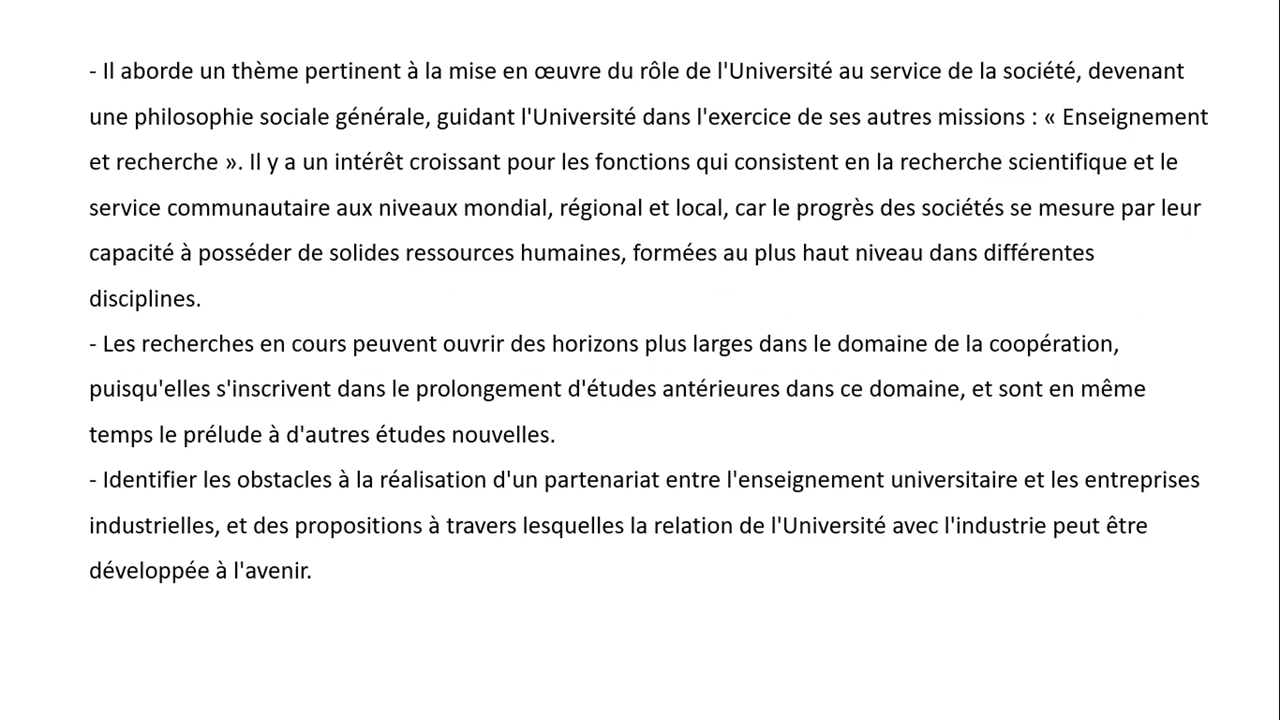 - Il aborde un thème pertinent à la mise en œuvre du rôle de l'Université au service de la société, devenant
une philosophie sociale générale, guidant l'Université dans l'exercice de ses autres missions : « Enseignement
et recherche ». Il y a un intérêt croissant pour les fonctions qui consistent en la recherche scientifique et le
service communautaire aux niveaux mondial, régional et local, car le progrès des sociétés se mesure par leur
capacité à posséder de solides ressources humaines, formées au plus haut niveau dans différentes
disciplines.
- Les recherches en cours peuvent ouvrir des horizons plus larges dans le domaine de la coopération,
puisqu'elles s'inscrivent dans le prolongement d'études antérieures dans ce domaine, et sont en même
temps le prélude à d'autres études nouvelles.
- Identifier les obstacles à la réalisation d'un partenariat entre l'enseignement universitaire et les entreprises
industrielles, et des propositions à travers lesquelles la relation de l'Université avec l'industrie peut être
développée à l'avenir.